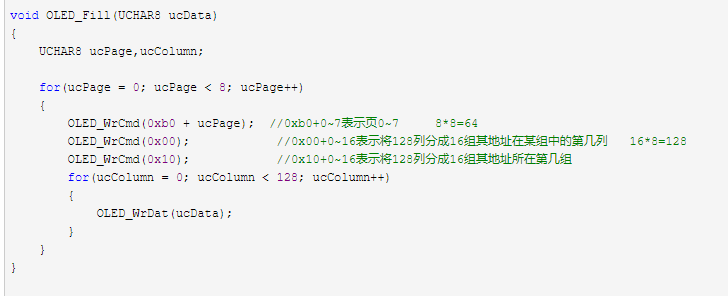 void OLED_Fill(UCHAR8 ucData)
{
    UCHAR8 ucPage,ucColumn;
    for(ucPage = 0; ucPage < 8; ucPage++)
    {
        OLED_WrCmd(0xb0 + ucPage);  //0xb0+0~7表示页0~7     8*8=64
        OLED_WrCmd(0x00);            //0x00+0~16表示将128列分成16组其地址在某组中的第几列   16*8=128
        OLED_WrCmd(0x10);            //0x10+0~16表示将128列分成16组其地址所在第几组
        for(ucColumn = 0; ucColumn < 128; ucColumn++)
        {
            OLED_WrDat(ucData);
        }
    }
}